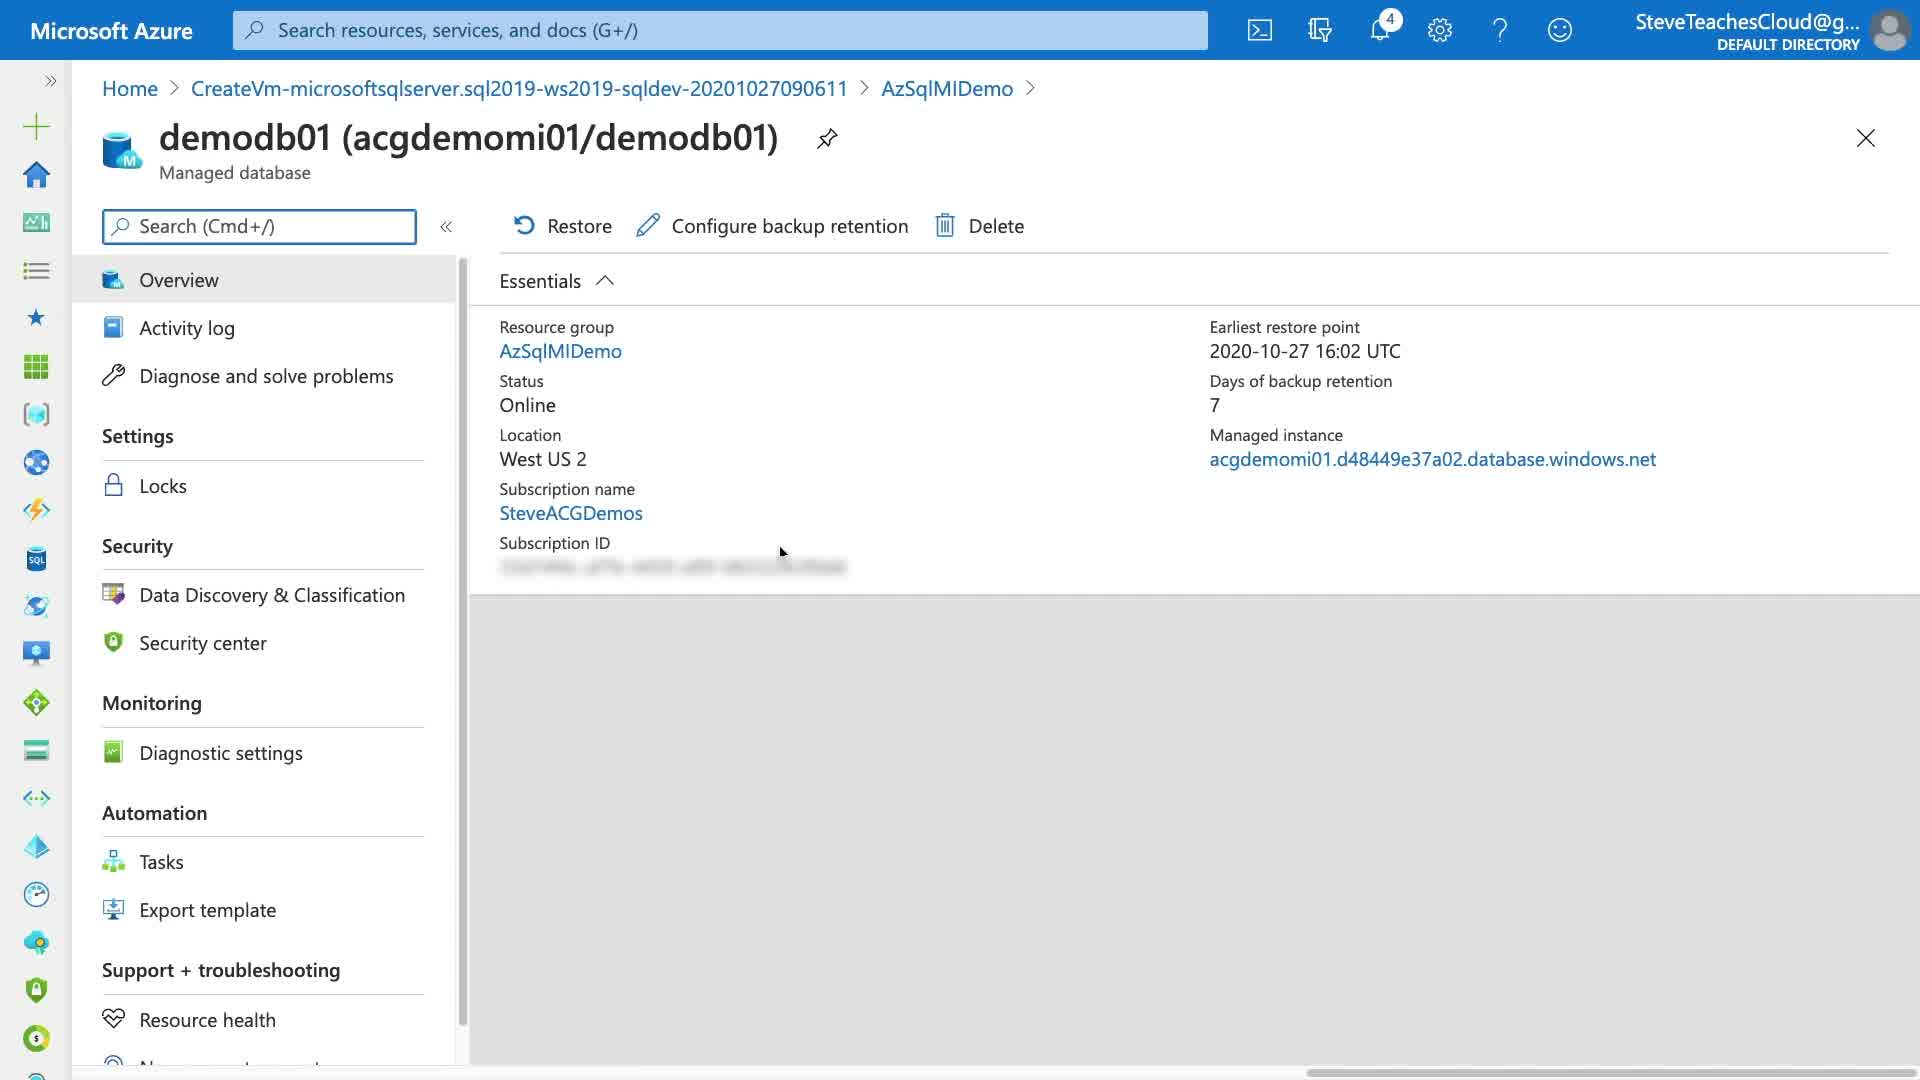 Microsoft Azure
Search resources, services, and docs (G+/)
4
SteveTeachesCloud@g...
DEFAULT DIRECTORY
Home > CreateVm-microsoftsqlserver.sql2019-ws2019-sqldev-20201027090611 > AzSqlMIDemo >
demodb01 (acgdemomi01/demodb01)
Managed database
Search (Cmd+/)
Restore
Configure backup retention
Delete
Overview
Activity log
Diagnose and solve problems
Settings
Locks
Security
Data Discovery & Classification
Security center
Monitoring
Diagnostic settings
Automation
Tasks
Export template
Support + troubleshooting
Resource health
Essentials
Resource group
AzSqlMIDemo
Status
Online
Location
West US 2
Subscription name
SteveACGDemos
Subscription ID
Earliest restore point
2020-10-27 16:02 UTC
Days of backup retention
7
Managed instance
acgdemomi01.d48449e37a02.database.windows.net